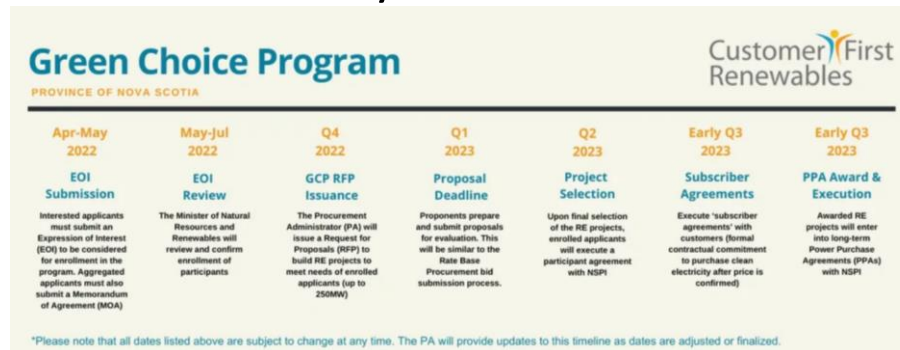 Green Choice Program
PROVINCE OF NOVA SCOTIA
Customer First
Renewables
Apr-May
2022
EOI
Submission
Interested applicants
must submit an
Expression of Interest
(EOI) to be considered
for enrollment in the
program. Aggregated
applicants must also
submit a Memorandum
of Agreement (MOA)
May-Jul
2022
EOI
Review
The Minister of Natural
Resources and
Renewables will
review and confirm
enrollment of
participants
Q4
2022
GCP RFP
Issuance
The Procurement
Administrator (PA) will
issue a Request for
Proposals (RFP) to
build RE projects to
meet needs of enrolled
applicants (up to
250MW)
Q1
2023
Proposal
Deadline
Proponents prepare
and submit proposals
for evaluation. This
will be similar to the
Rate Base
Procurement bid
submission process.
Q2
2023
Project
Selection
Upon final selection
of the RE projects,
enrolled applicants
will execute a
participant agreement
with NSPI
Early Q3
2023
Subscriber
Agreements
Execute 'subscriber
agreements' with
customers (formal
contractual commitment
to purchase clean
electricity after price is
confirmed)
Early Q3
2023
PPA Award &
Execution
Awarded RE
projects will enter
into long-term
Power Purchase
Agreements (PPAs)
with NSPI
*Please note that all dates listed above are subject to change at any time. The PA will provide updates to this timeline as dates are adjusted or finalized.